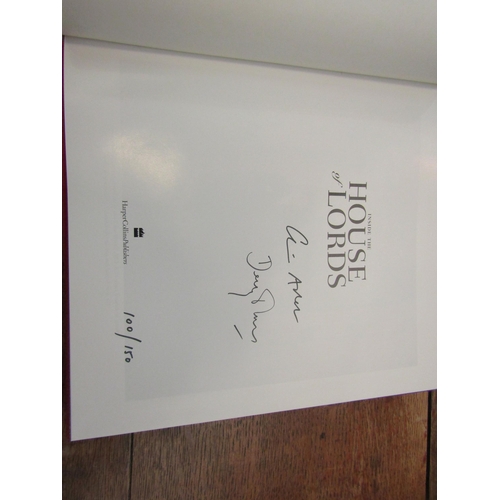 INSIDE THE
HOUSE
of LORDS
HarperCollinsPublishers
100/150